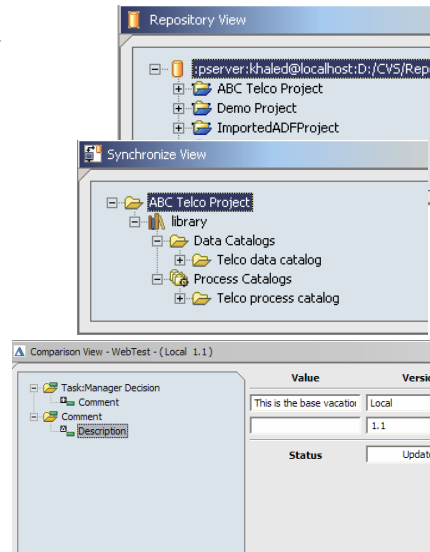 Repository View
:pserver:khaled@localhost:D:/CVS/Rep
ABC Telco Project
Demo Project
ImportedADFProject
Synchronize View
ABC Telco Project
library
Data Catalogs
Telco data catalog
Process Catalogs
Telco process catalog
Comparison View - WebTest - ( Local 1.1 )
Task:Manager Decision
Comment
Comment
Description
Value Versi
This is the base vacation Local
1.1
Status Updat